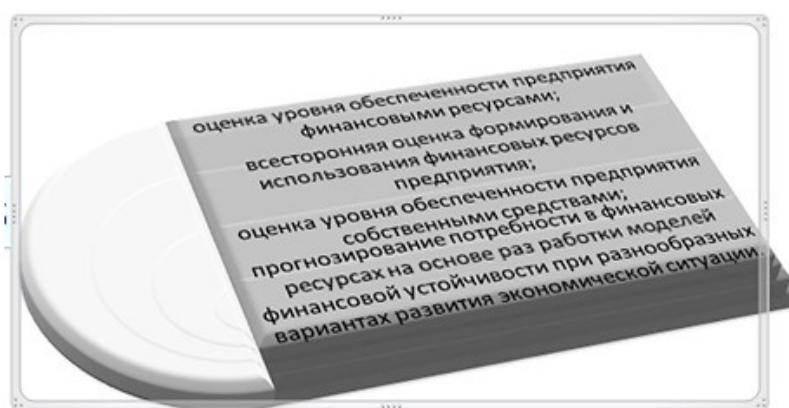 оценка уровня обеспеченности предприятия
финансовыми ресурсами;
всесторонняя оценка формирования и
использования финансовых ресурсов
предприятия;
оценка уровня обеспеченности предприятия
собственными средствами;
прогнозирование потребности в финансовых
ресурсах на основе раз работки моделей
финансовой устойчивости при разнообразных
вариантах развития экономической ситуации.